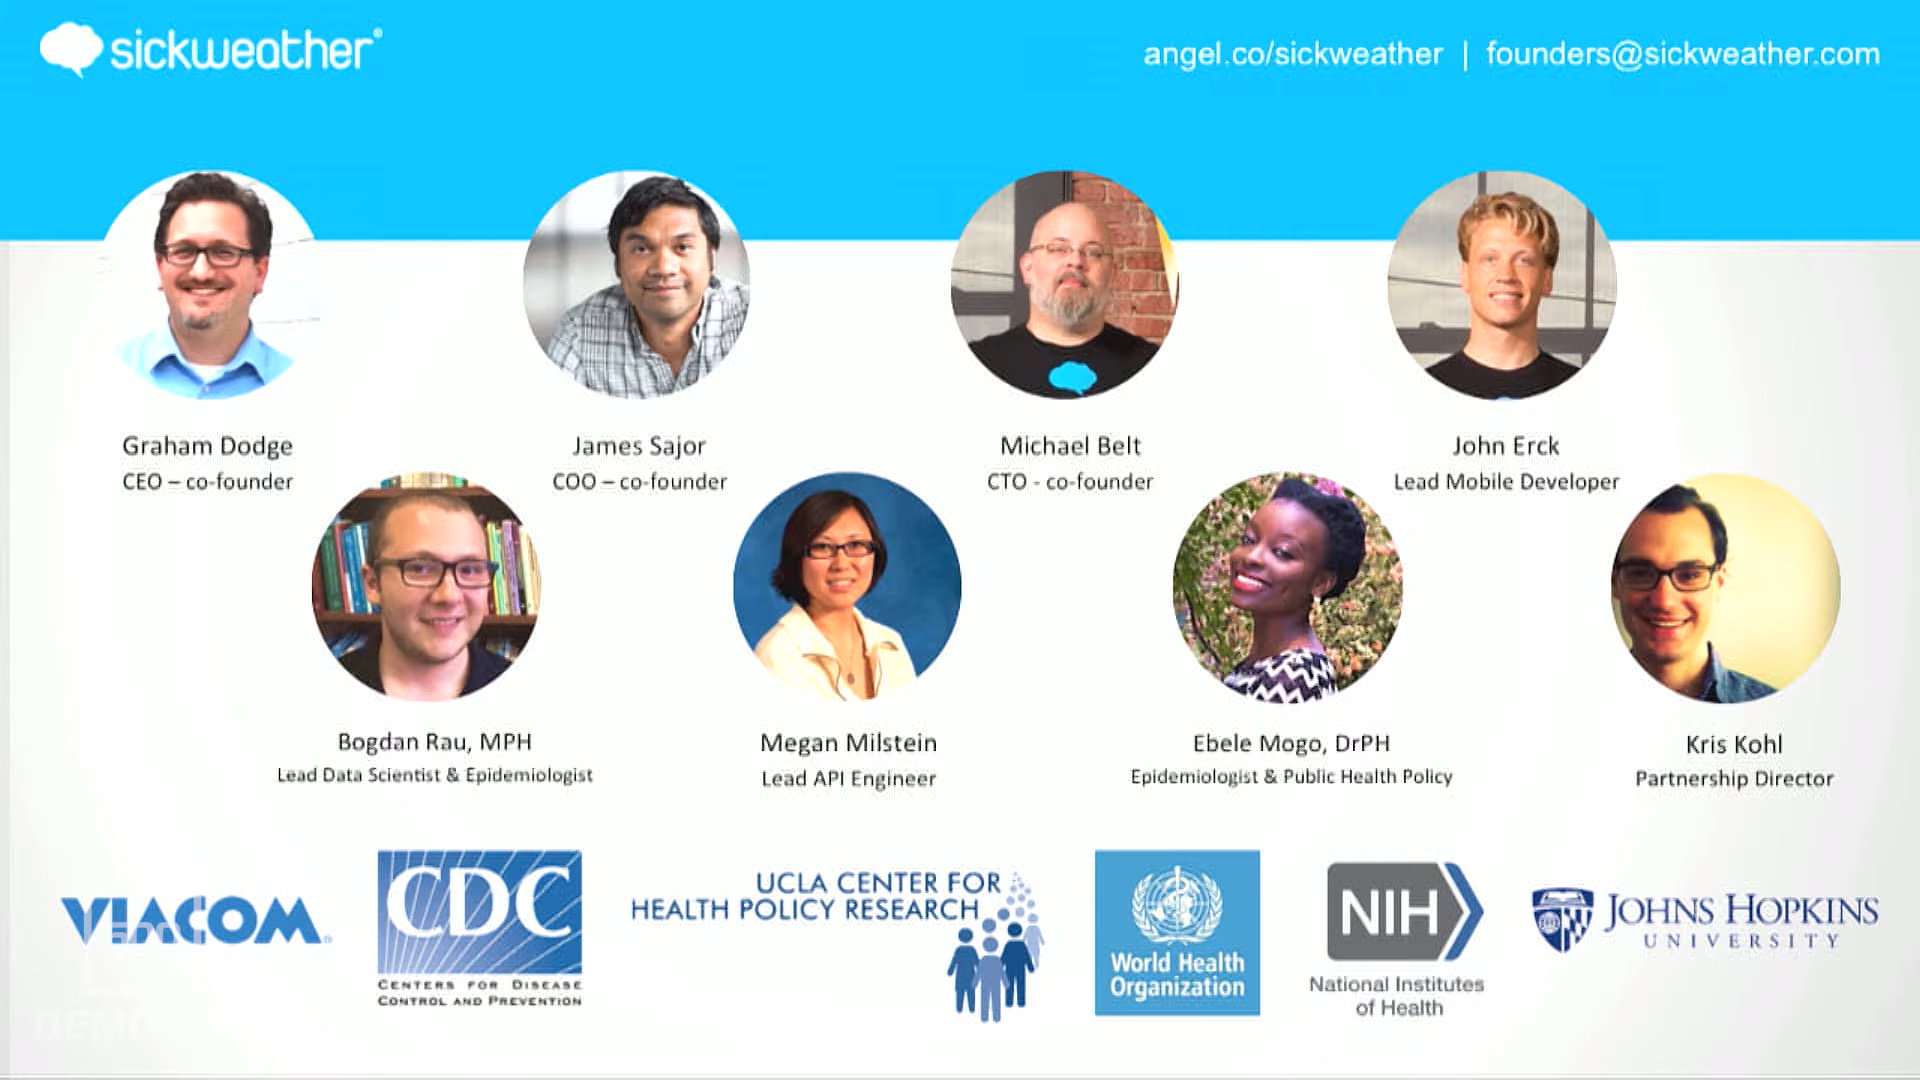 sickweather®
angel.co/sickweather | founders@sickweather.com
Graham Dodge
CEO – co-founder
James Sajor
COO – co-founder
Michael Belt
CTO - co-founder
John Erck
Lead Mobile Developer
Bogdan Rau, MPH
Lead Data Scientist & Epidemiologist
Megan Milstein
Lead API Engineer
Ebele Mogo, DrPH
Epidemiologist & Public Health Policy
Kris Kohl
Partnership Director
VIACOM
CDC
CENTERS FOR DISEASE
CONTROL AND PREVENTION
UCLA CENTER FOR
HEALTH POLICY RESEARCH
World Health
Organization
NIH
National Institutes
of Health
JOHNS HOPKINS
UNIVERSITY